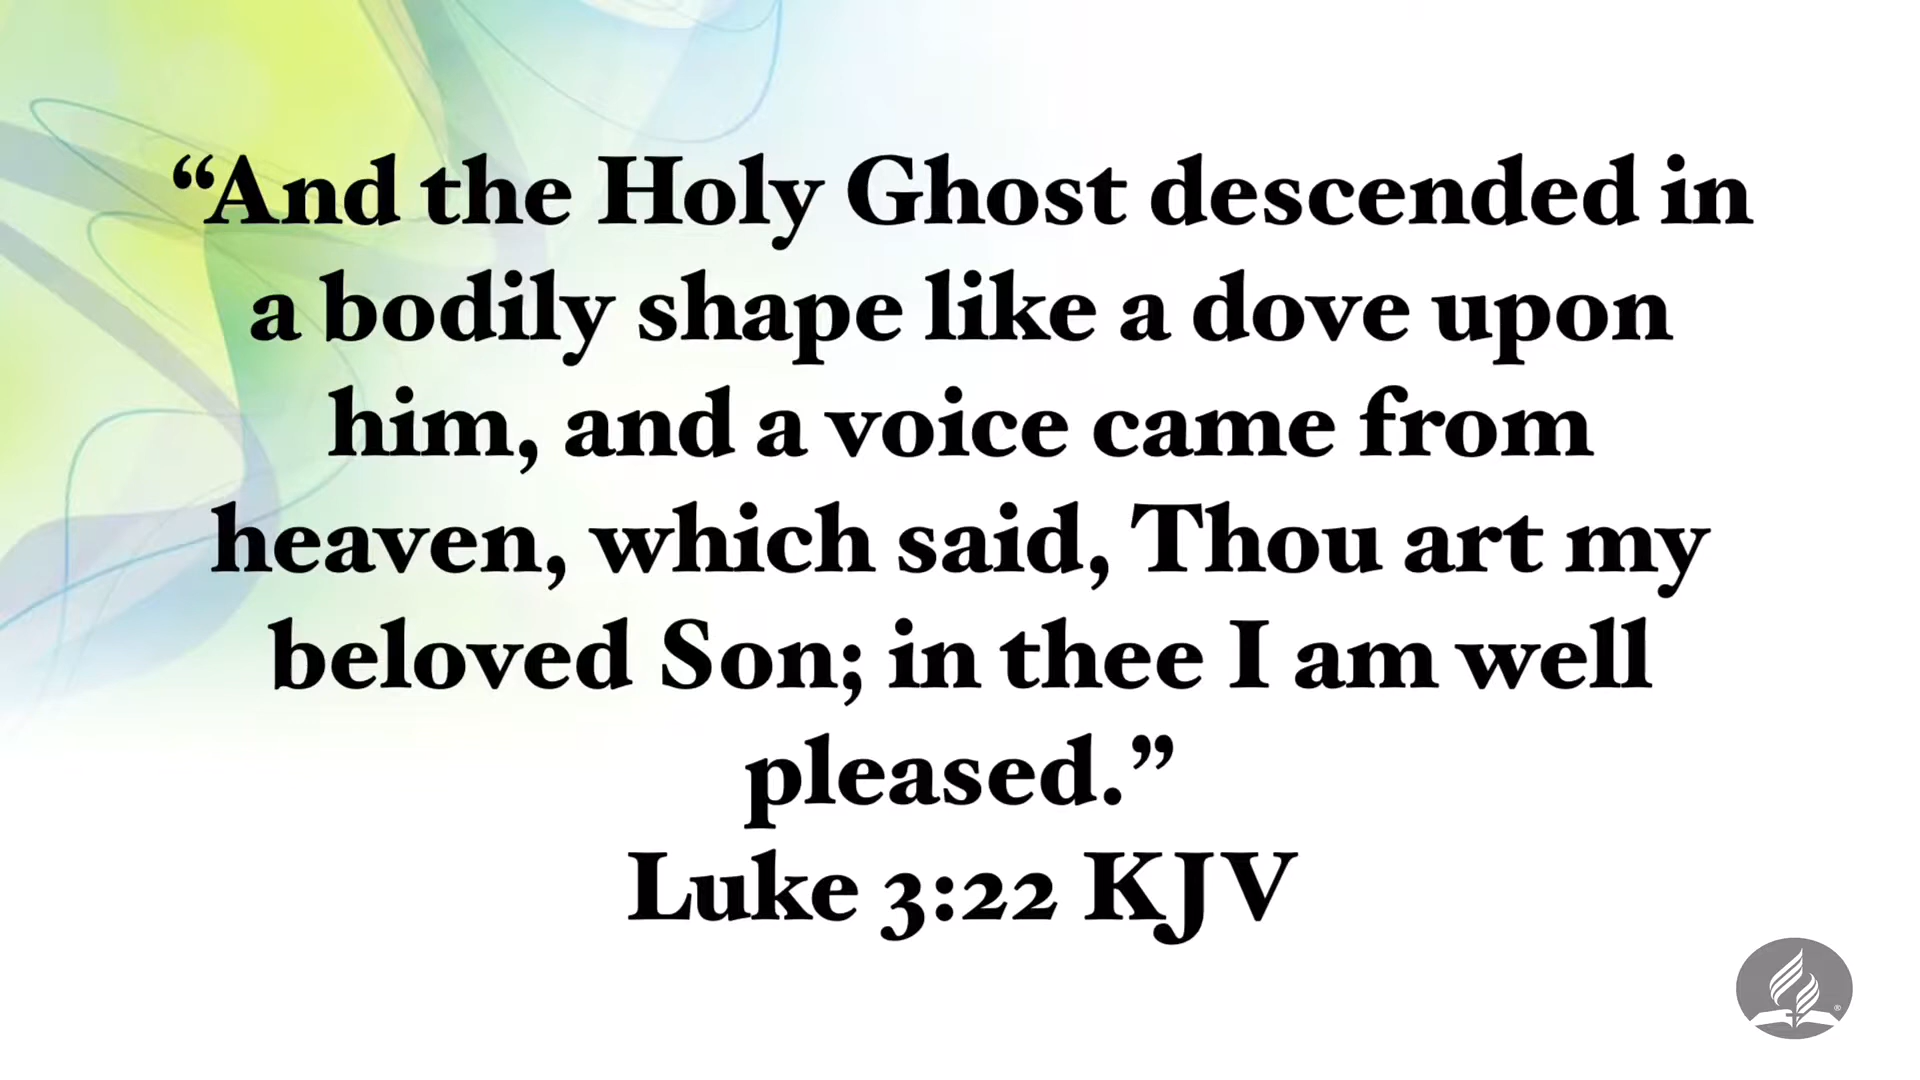 “And the Holy Ghost descended in
a bodily shape like a dove upon
him, and a voice came from
heaven, which said, Thou art my
beloved Son; in thee I am well
pleased.”
Luke 3:22 KJV
®